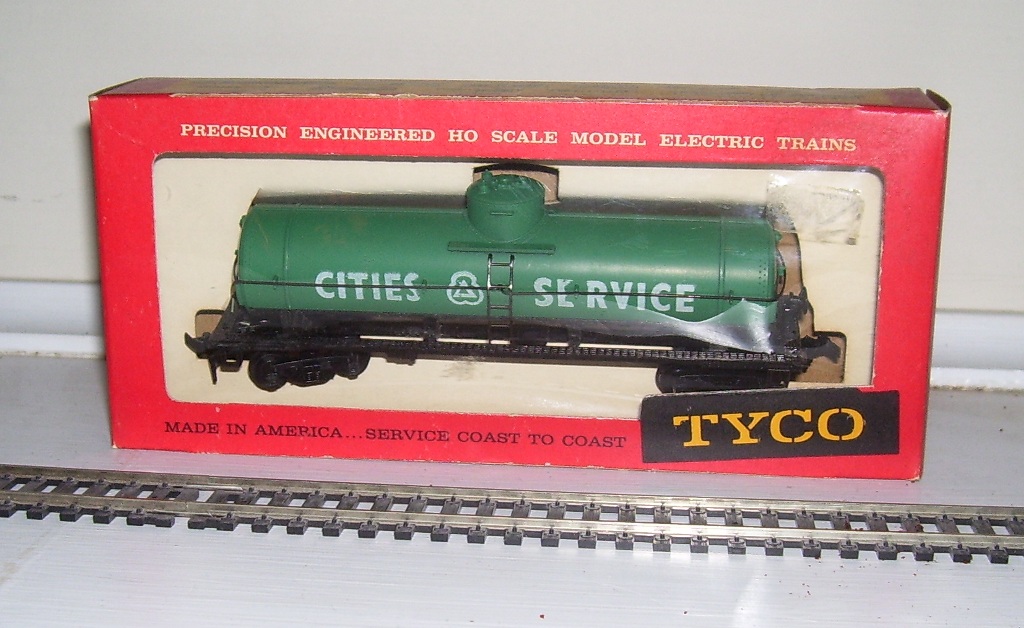 PRECISION ENGINEERED HO SCALE MODEL ELECTRIC TRAINS
CITIES SERVICE
MADE IN AMERICA...SERVICE COAST TO COAST
TYCO